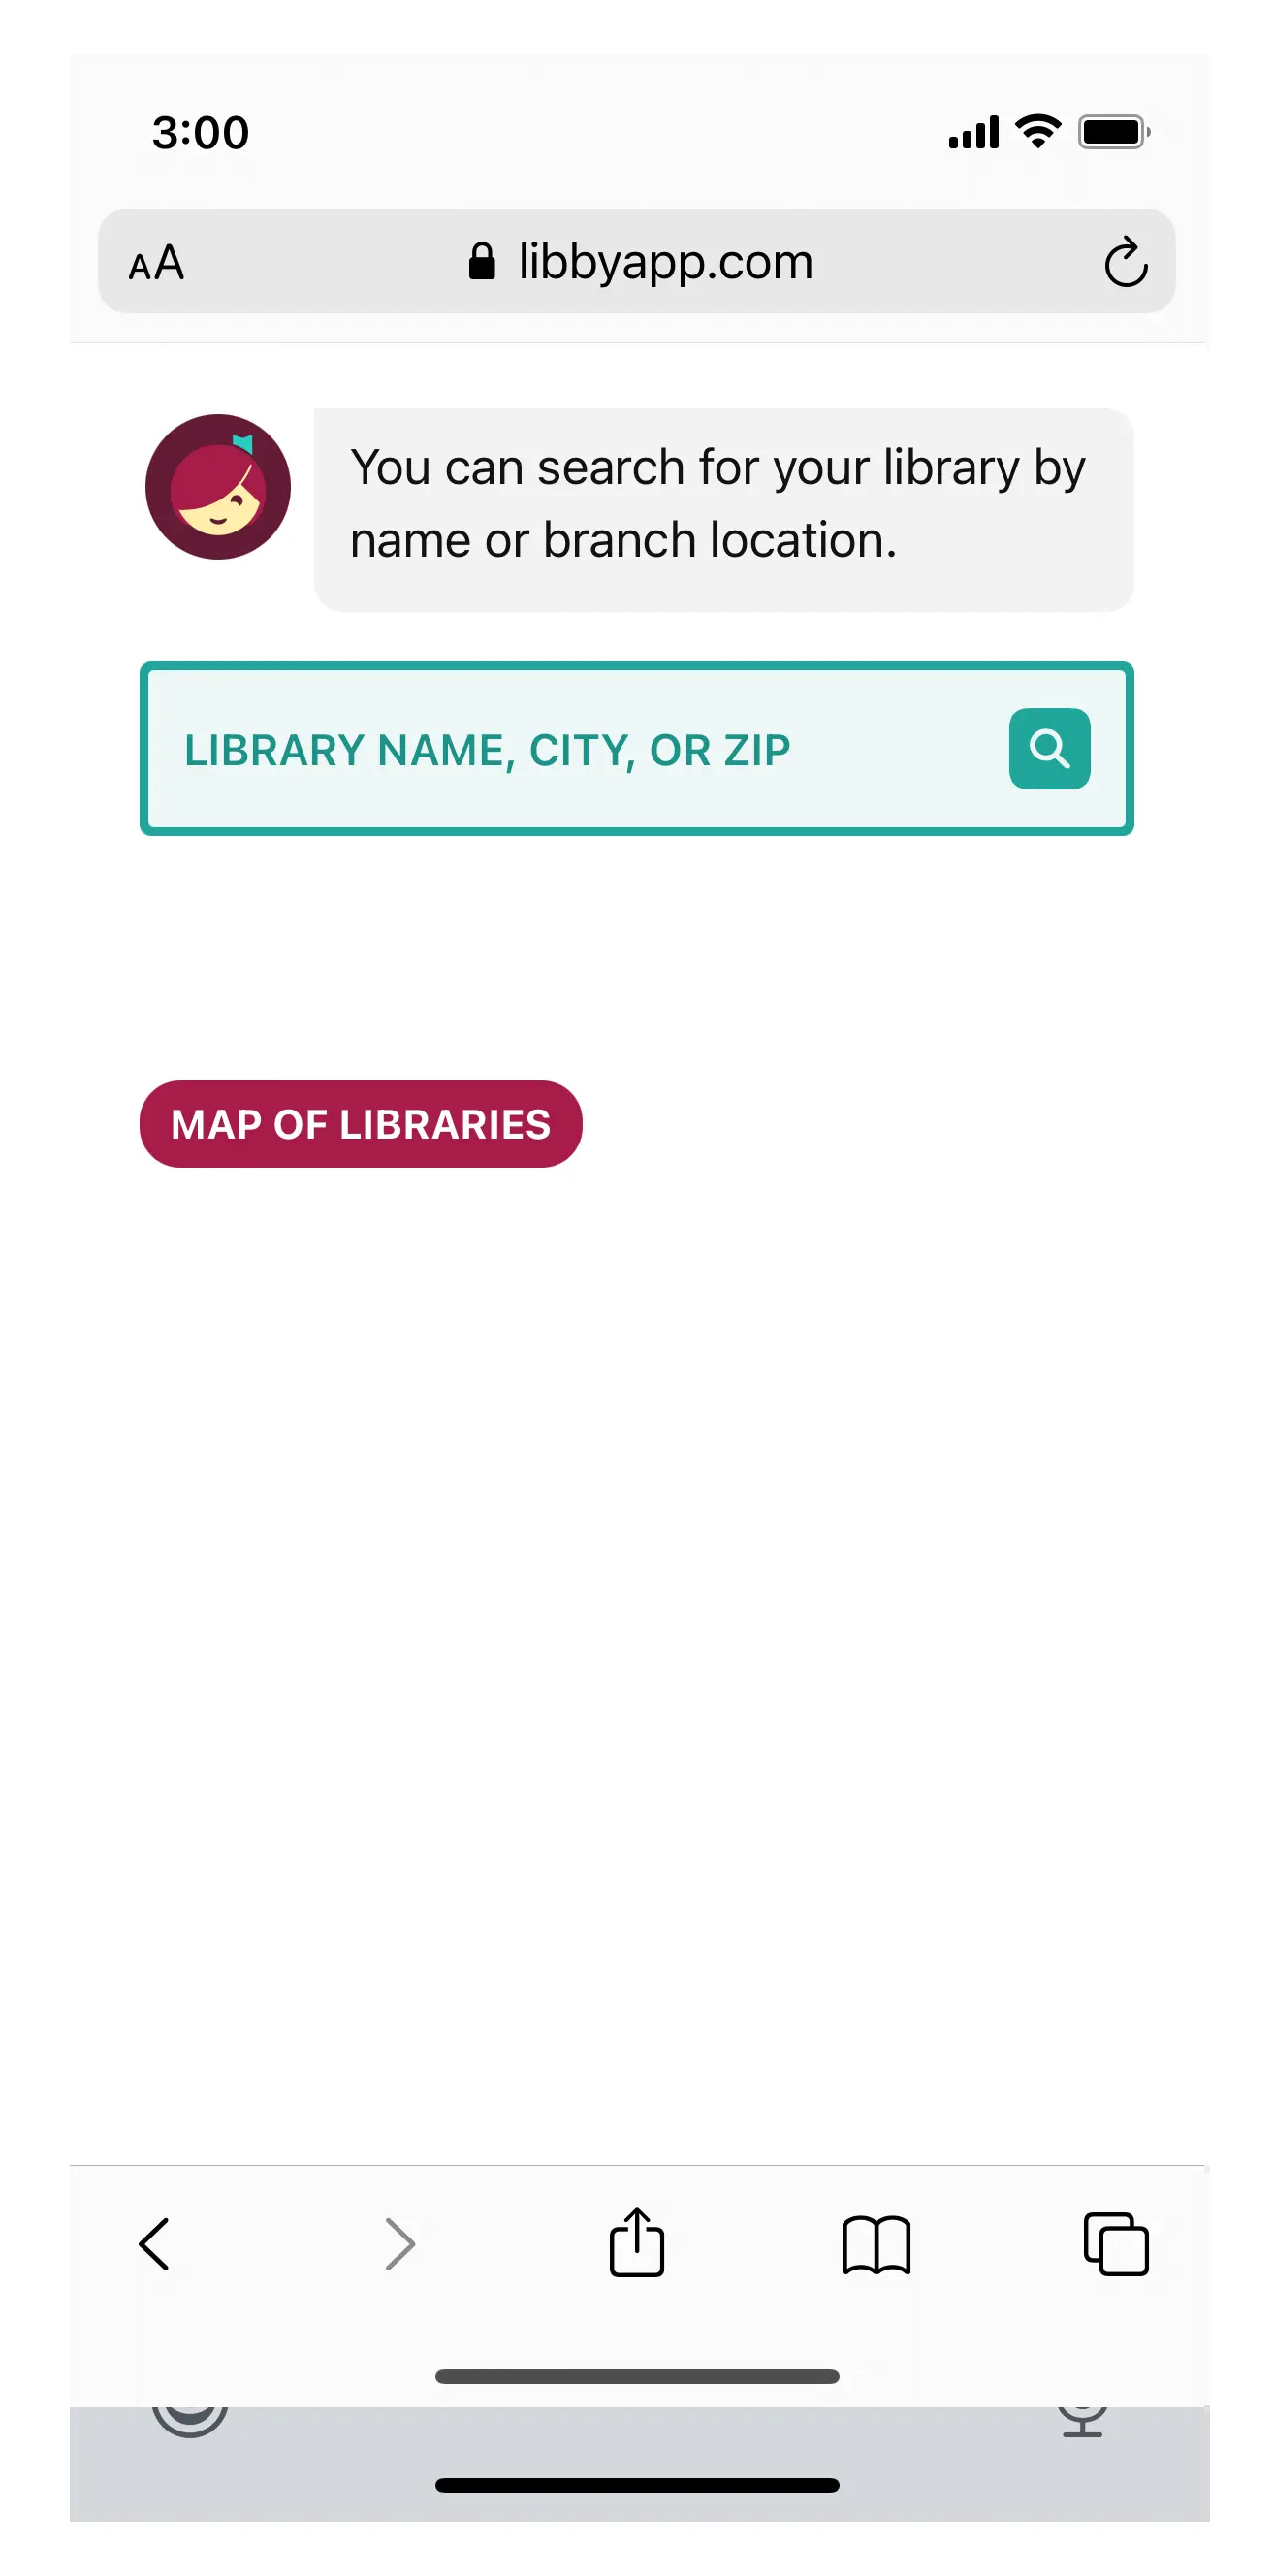 3:00
AA libbyapp.com
You can search for your library by
name or branch location.
LIBRARY NAME, CITY, OR ZIP
MAP OF LIBRARIES